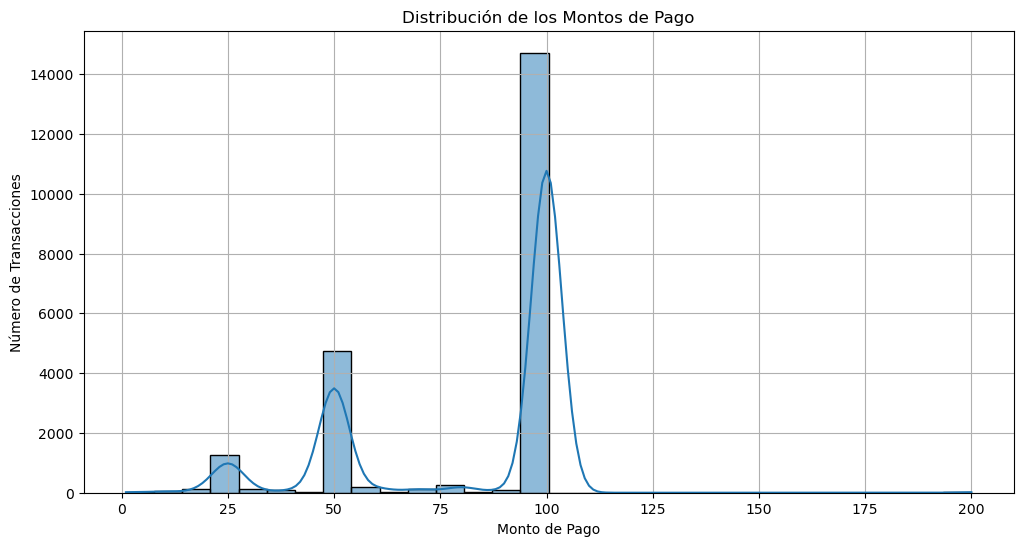 Distribución de los Montos de Pago
Número de Transacciones
14000
12000
10000
8000
6000
4000
2000
0
0 25 50 75 100 125 150 175 200
Monto de Pago